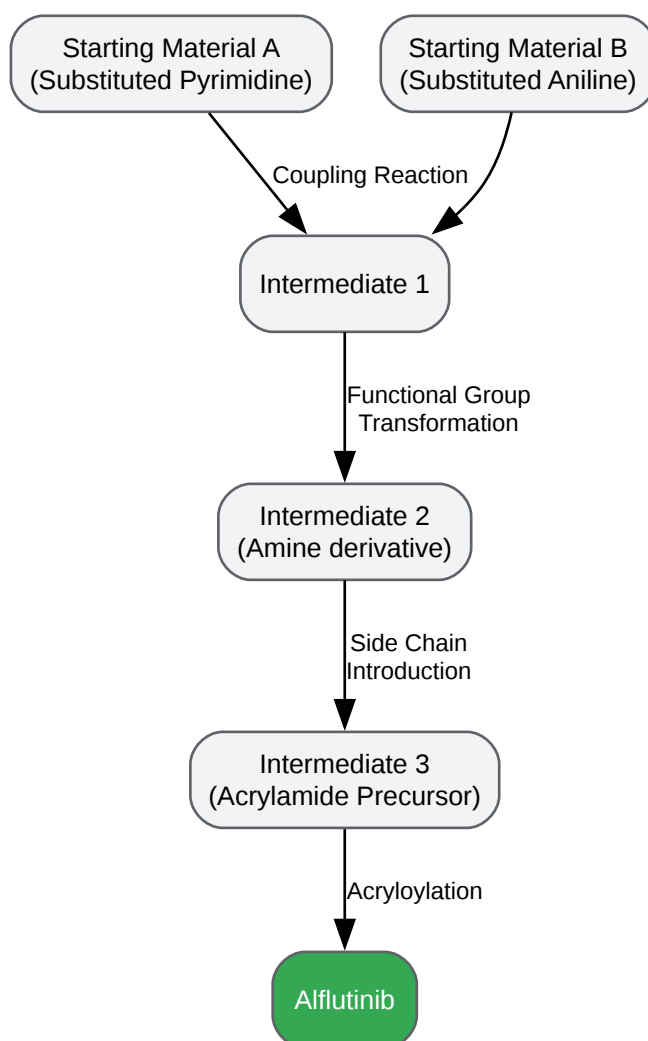 Starting Material A
(Substituted Pyrimidine)
Starting Material B
(Substituted Aniline)
Coupling Reaction
Intermediate 1
Functional Group
Transformation
Intermediate 2
(Amine derivative)
Side Chain
Introduction
Intermediate 3
(Acrylamide Precursor)
Acryloylation
Alflutinib